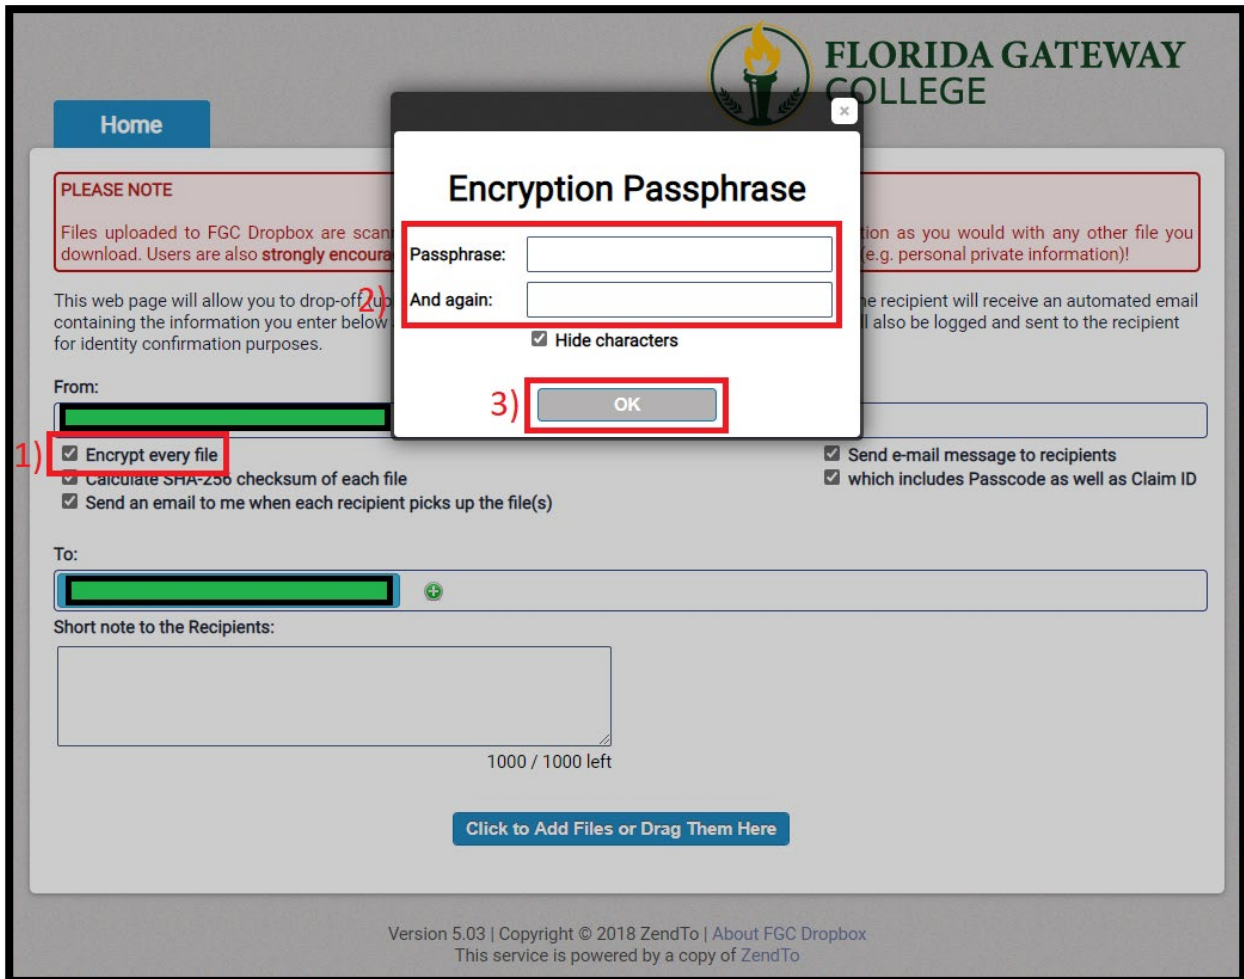 FLORIDA GATEWAY
COLLEGE
Home
×
Encryption Passphrase
PLEASE NOTE
Files uploaded to FGC Dropbox are scan tion as you would with any other file you
download. Users are also strongly encoura (e.g. personal private information)!
Passphrase:
2)
And again:
Hide characters
3) OK
This web page will allow you to drop-off he recipient will receive an automated email
containing the information you enter below also be logged and sent to the recipient
for identity confirmation purposes.
From:
1) Encrypt every file
Calculate SHA-256 checksum of each file
Send an email to me when each recipient picks up the file(s)
Send e-mail message to recipients
which includes Passcode as well as Claim ID
To:
Short note to the Recipients:
1000 / 1000 left
Click to Add Files or Drag Them Here
Version 5.03 | Copyright © 2018 ZendTo | About FGC Dropbox
This service is powered by a copy of ZendTo